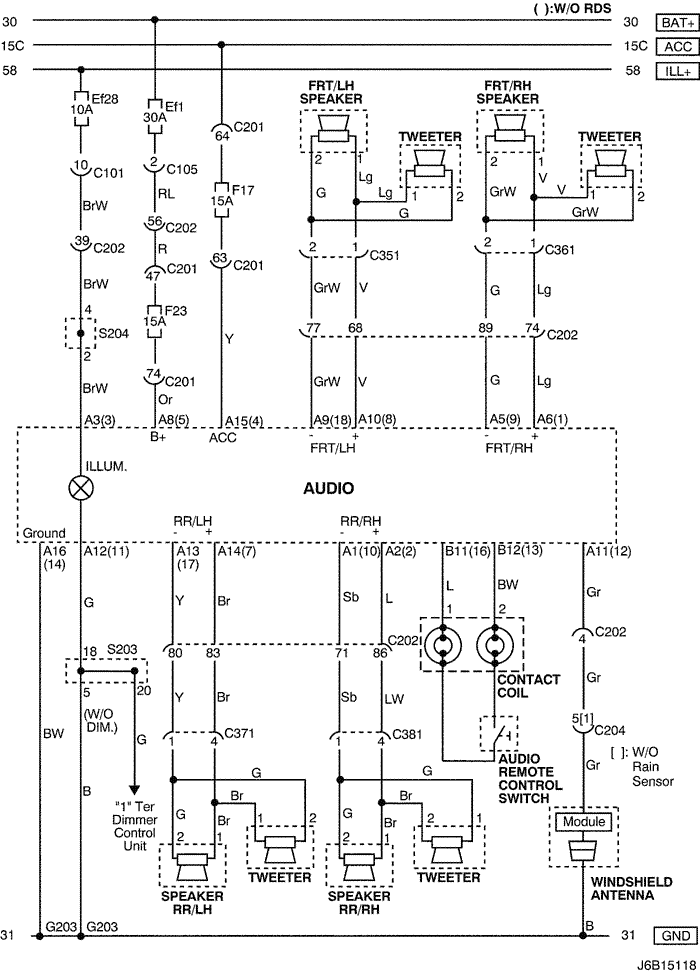 ( ):W/O RDS
30 30 BAT+
15C 15C ACC
58 58 ILL+
Ef28
10A
Ef1
30A
64 C201
FRT/LH
SPEAKER
TWEETER
FRT/RH
SPEAKER
TWEETER
2 1
1 2
2 1
1 2
10 C101
2 C105
F17
15A
G Lg Lg G
GrW V V GrW
BrW
RL
56 C202
R
39 C202
47 C201
63 C201
2 1 C351
2 1 C361
BrW
GrW V
G Lg
4
S204
2
F23
15A
Y
77 68
89 74 C202
74 C201
BrW
Or
GrW V
G Lg
A3(3) A8(5) A15(4) A9(18) A10(8) A5(9) A6(1)
B+ ACC - + - +
FRT/LH FRT/RH
ILLUM.
AUDIO
RR/LH RR/RH
- + - +
Ground
A16
(14)
A12(11)
A13
(17)
A14(7) A1(10) A2(2) B11(16) B12(13) A11(12)
G Y Br Sb L L BW Gr
1 2
4 C202
18 S203
80 83 71 86 C202
5 20
CONTACT
COIL
(W/O
DIM.)
Y Br Sb LW Gr
BW G
1 4 C371
1 4 C381
5[1] C204
[ ]: W/O
Rain
Sensor
AUDIO
REMOTE
CONTROL
SWITCH
Gr
B
G G
Br Br
"1" Ter
Dimmer
Control
Unit
G Br 1 2
G Br 2 1
2 1
2 1
Module
SPEAKER
RR/LH
TWEETER
SPEAKER
RR/RH
TWEETER
WINDSHIELD
ANTENNA
31 G203 G203 B 31 GND
J6B15118